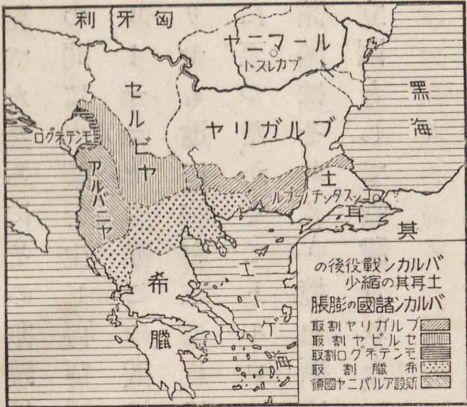 匈牙利
ルーマニヤ
ブカレスト
セルビヤ
ブルガリヤ
黑海
モンテネグロ
アルバニヤ
コンスタンチノープル
土耳其
希臘
エーゲ海
バルカン戰役後の
土耳其の縮少
バルカン諸國の膨脹
ブルガリヤ割取
セルビヤ割取
モンテネグロ割取
希臘割取
新設アルバニヤ國領